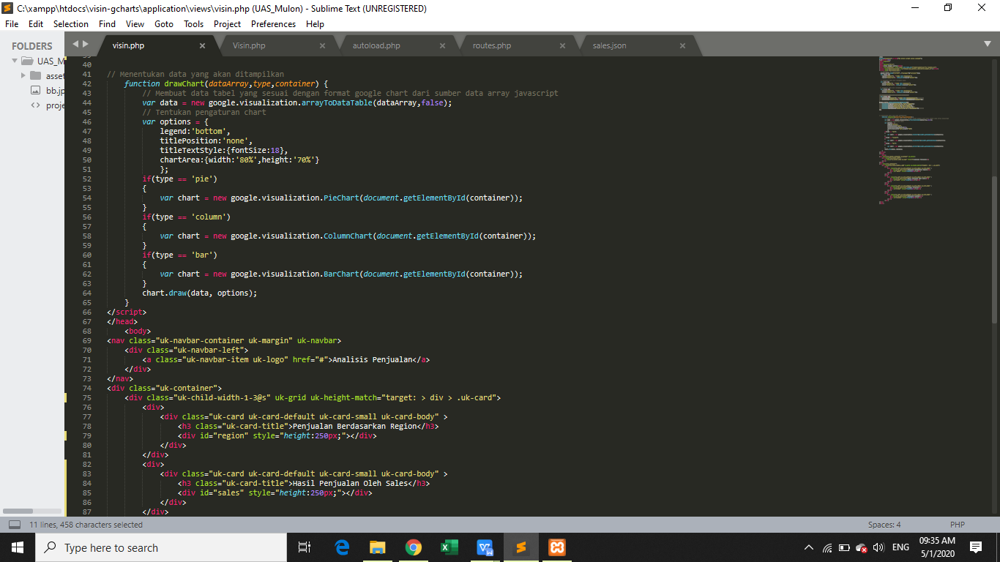 C:\xampp\htdocs\visin-gcharts\application\views\visin.php (UAS_Mulon) - Sublime Text (UNREGISTERED)
File Edit Selection Find View Goto Tools Project Preferences Help
FOLDERS
UAS_M
asset
bb.jp
proje
visin.php Visin.php autoload.php routes.php sales.json
40
41 // Menentukan data yang akan ditampilkan
42 function drawChart(dataArray,type,container) {
43 // Membuat data tabel yang sesuai dengan format google chart dari sumber data array javascript
44 var data = new google.visualization.arrayToDataTable(dataArray,false);
45 // Tentukan pengaturan chart
46 var options = {
47 legend:'bottom',
48 titlePosition:'none',
49 titleTextStyle:{fontSize:18},
50 chartArea:{width:'80%',height:'70%'}
51 };
52 if(type == 'pie')
53 {
54 var chart = new google.visualization.PieChart(document.getElementById(container));
55 }
56 if(type == 'column')
57 {
58 var chart = new google.visualization.ColumnChart(document.getElementById(container));
59 }
60 if(type == 'bar')
61 {
62 var chart = new google.visualization.BarChart(document.getElementById(container));
63 }
64 chart.draw(data, options);
65 }
66 </script>
67 </head>
68 <body>
69 <nav class="uk-navbar-container uk-margin" uk-navbar>
70 <div class="uk-navbar-left">
71 <a class="uk-navbar-item uk-logo" href="#">Analisis Penjualan</a>
72 </div>
73 </nav>
74 <div class="uk-container">
75 <div class="uk-child-width-1-3@s" uk-grid uk-height-match="target: > div > .uk-card">
76 <div>
77 <div class="uk-card uk-card-default uk-card-small uk-card-body" >
78 <h3 class="uk-card-title">Penjualan Berdasarkan Region</h3>
79 <div id="region" style="height:250px;"></div>
80 </div>
81 </div>
82 <div>
83 <div class="uk-card uk-card-default uk-card-small uk-card-body" >
84 <h3 class="uk-card-title">Hasil Penjualan Oleh Sales</h3>
85 <div id="sales" style="height:250px;"></div>
86 </div>
87 </div>
11 lines, 458 characters selected Spaces: 4 PHP
Type here to search
ENG
09:35 AM
5/1/2020